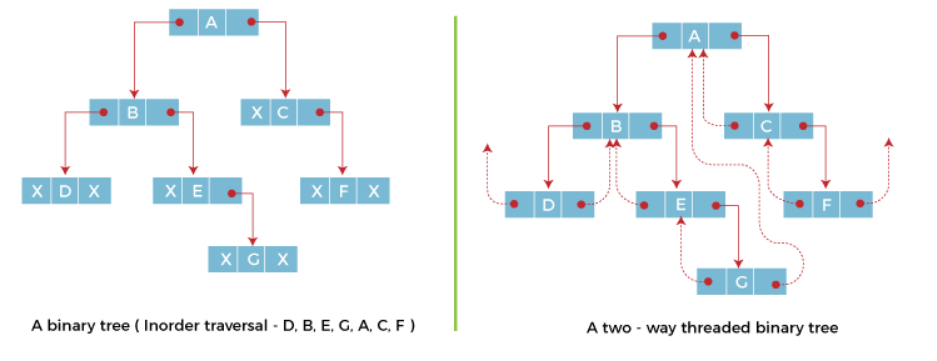 A
B
X C
X D X
X E
X F X
X G X
A binary tree ( Inorder traversal - D, B, E, G, A, C, F )
A
B
C
D
E
F
G
A two - way threaded binary tree